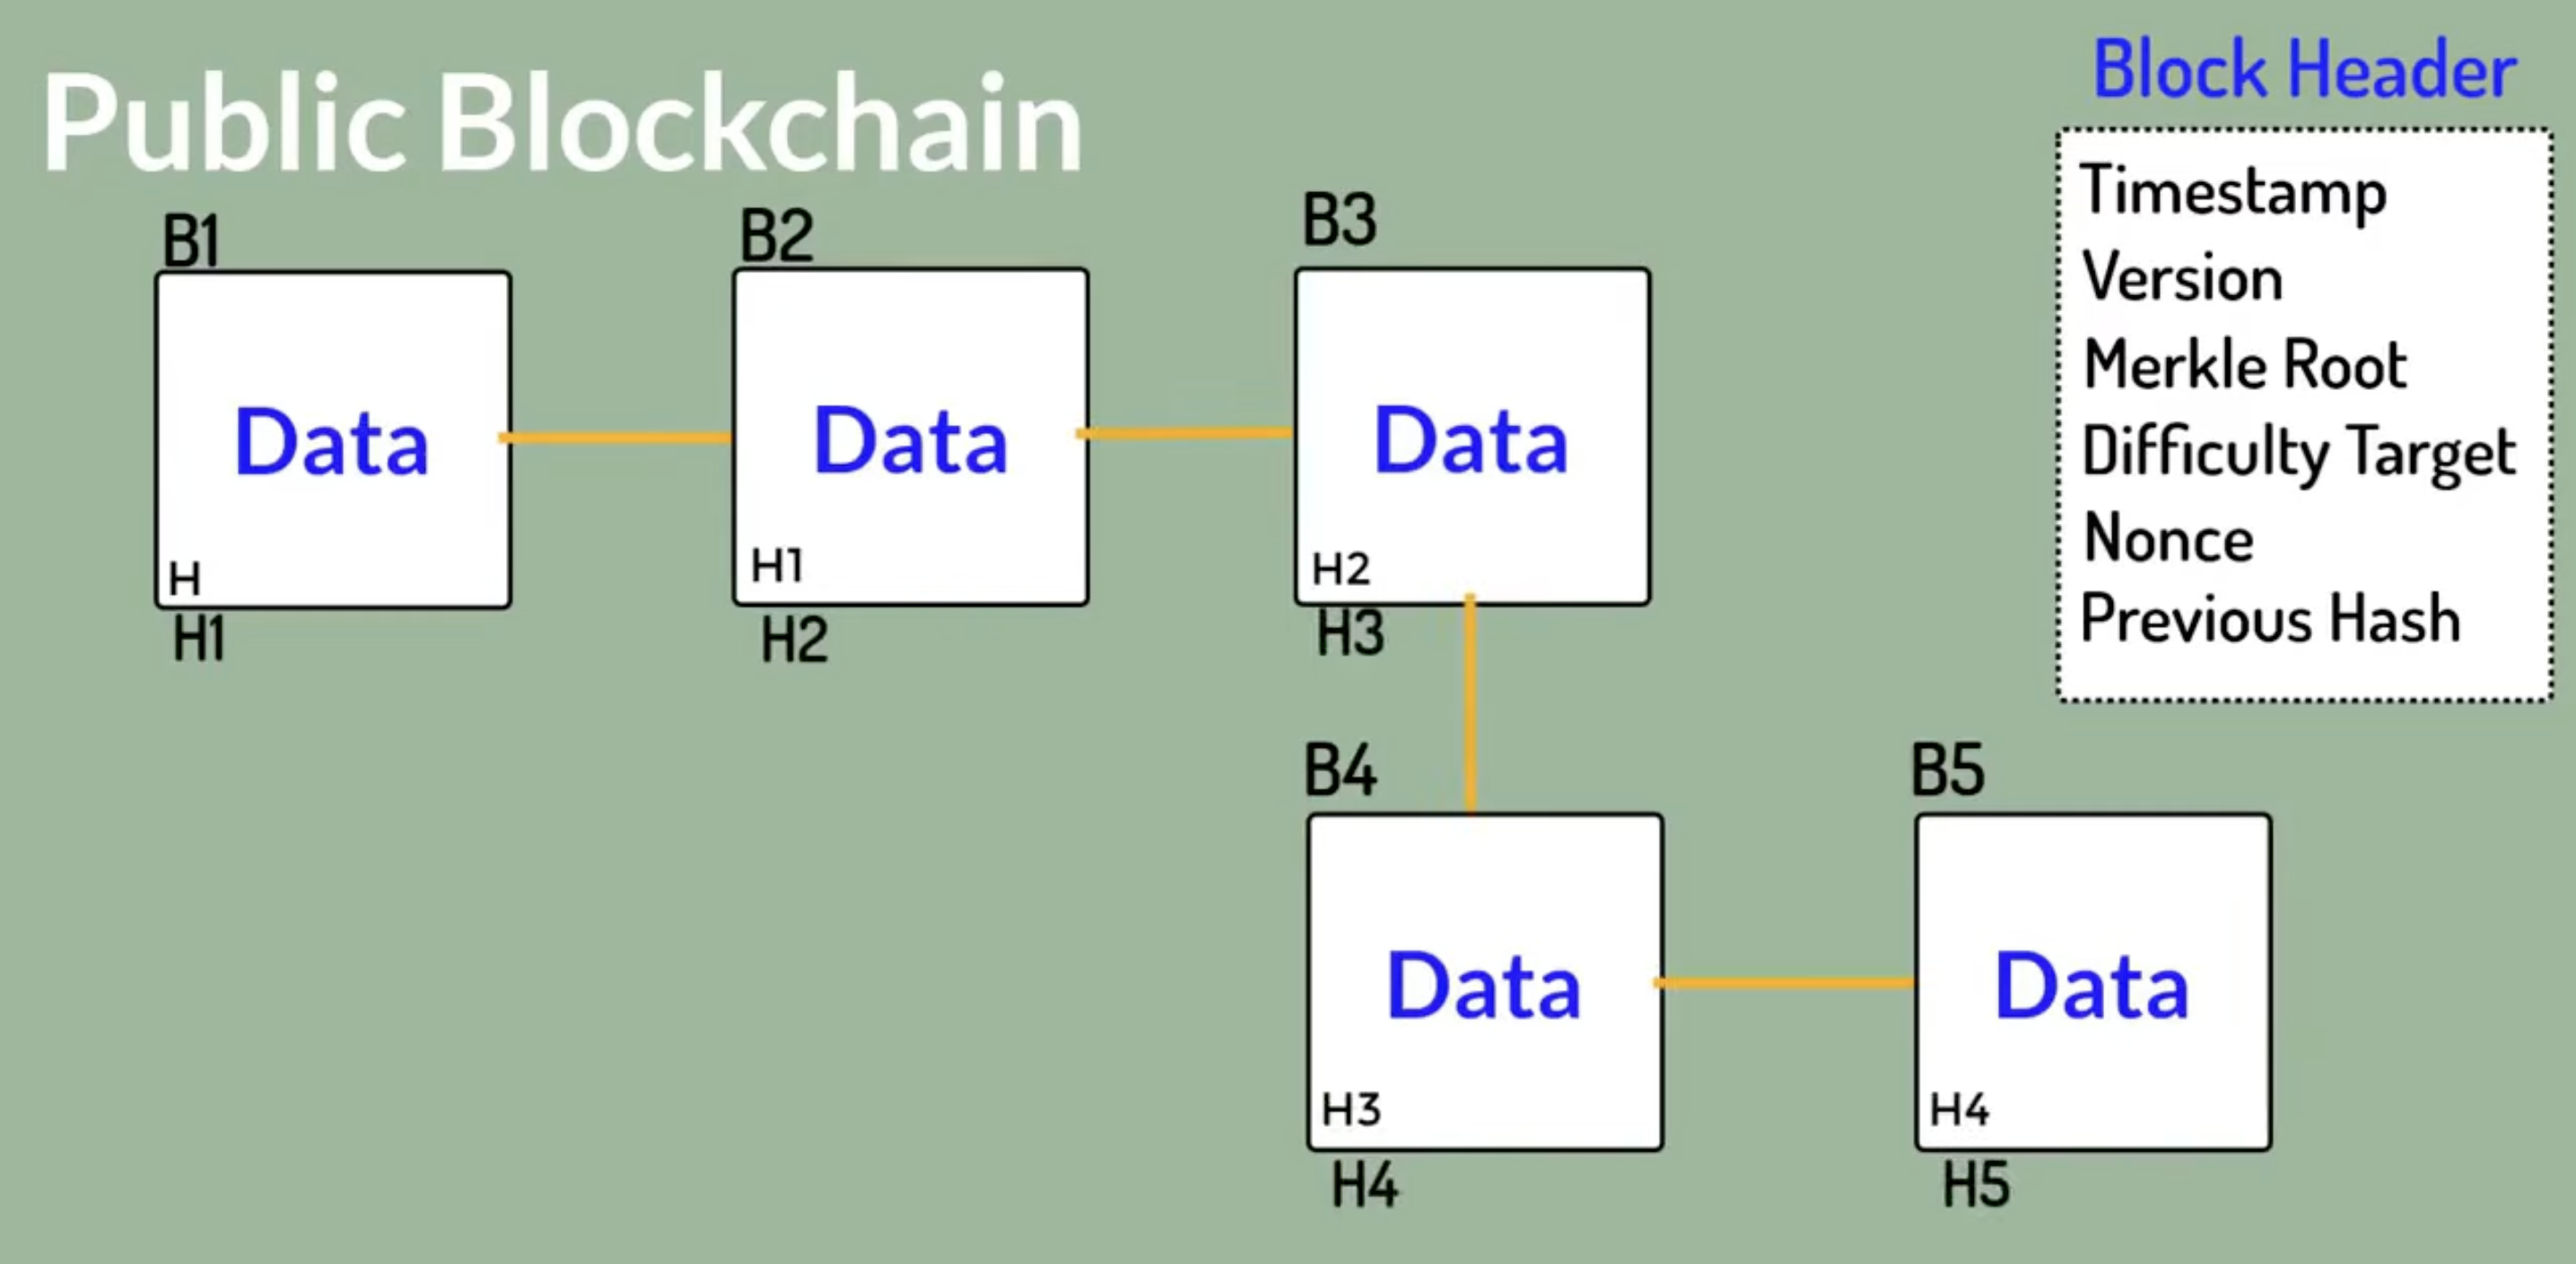 Public Blockchain
Block Header
Timestamp
Version
Merkle Root
Difficulty Target
Nonce
Previous Hash
B1
Data
H
H1
B2
Data
H1
H2
B3
Data
H2
H3
B4
Data
H3
H4
B5
Data
H4
H5